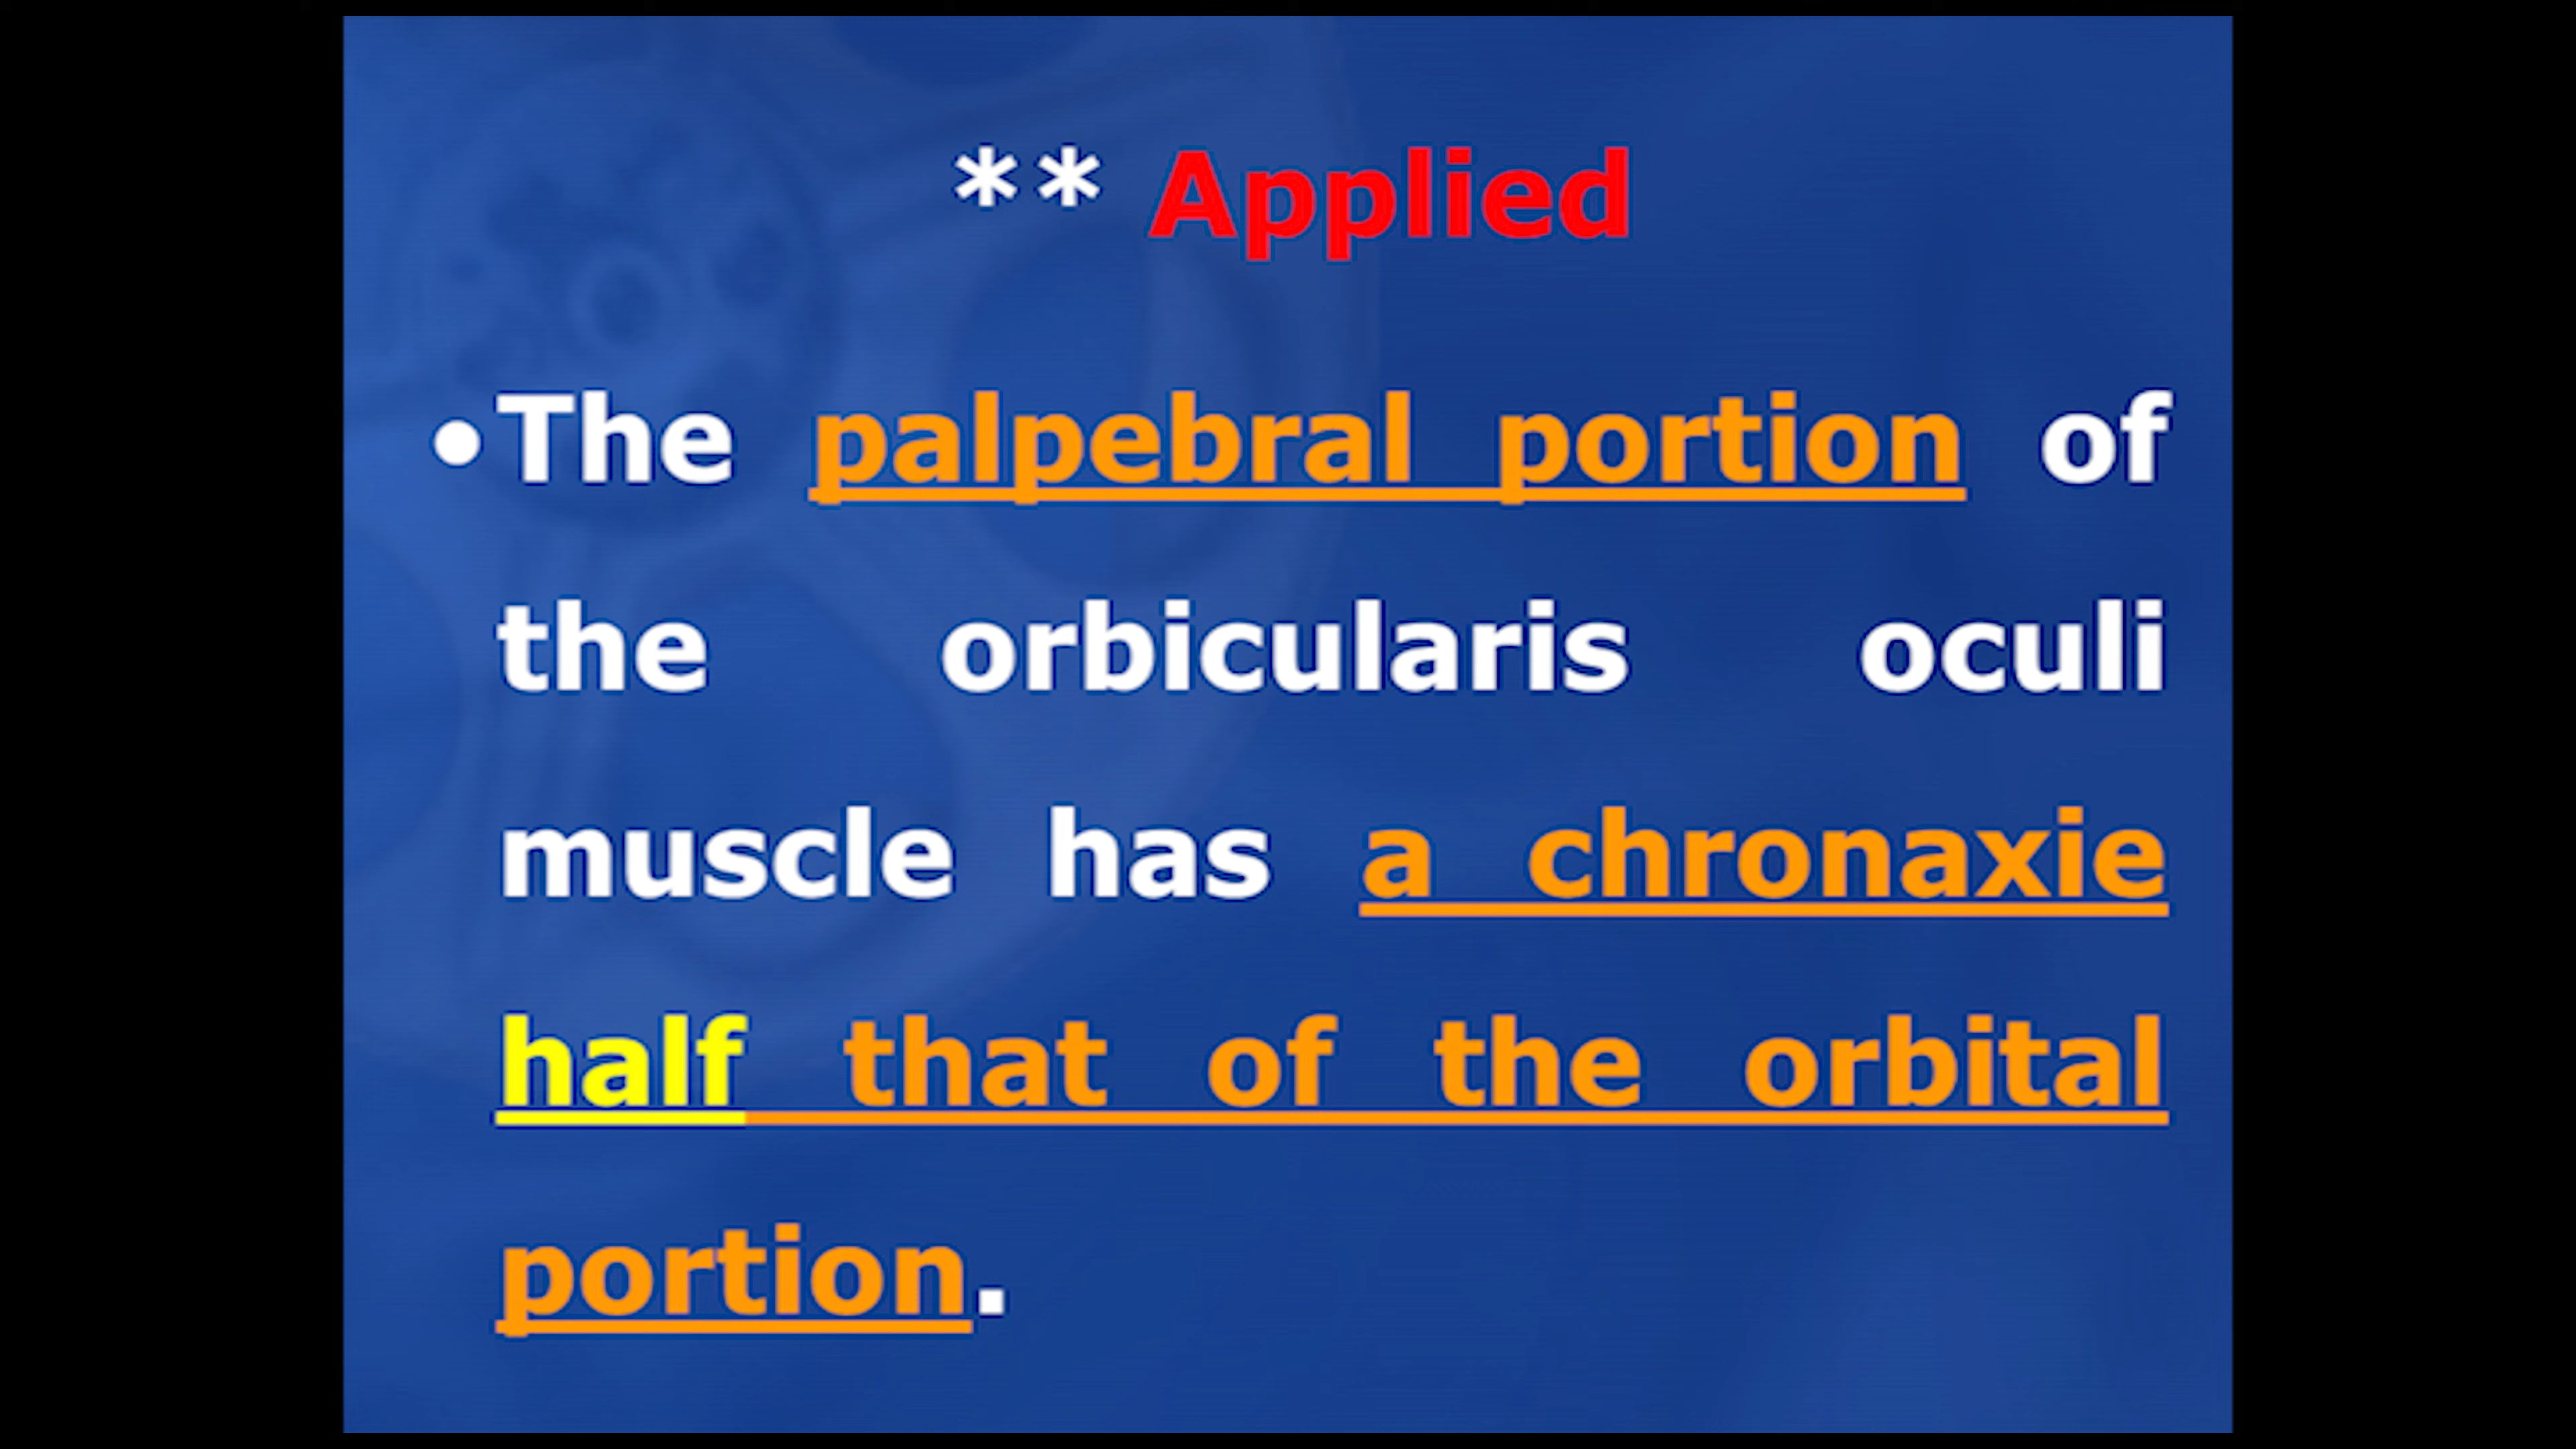 ** Applied
•The palpebral portion of
the orbicularis oculi
muscle has a chronaxie
half that of the orbital
portion.